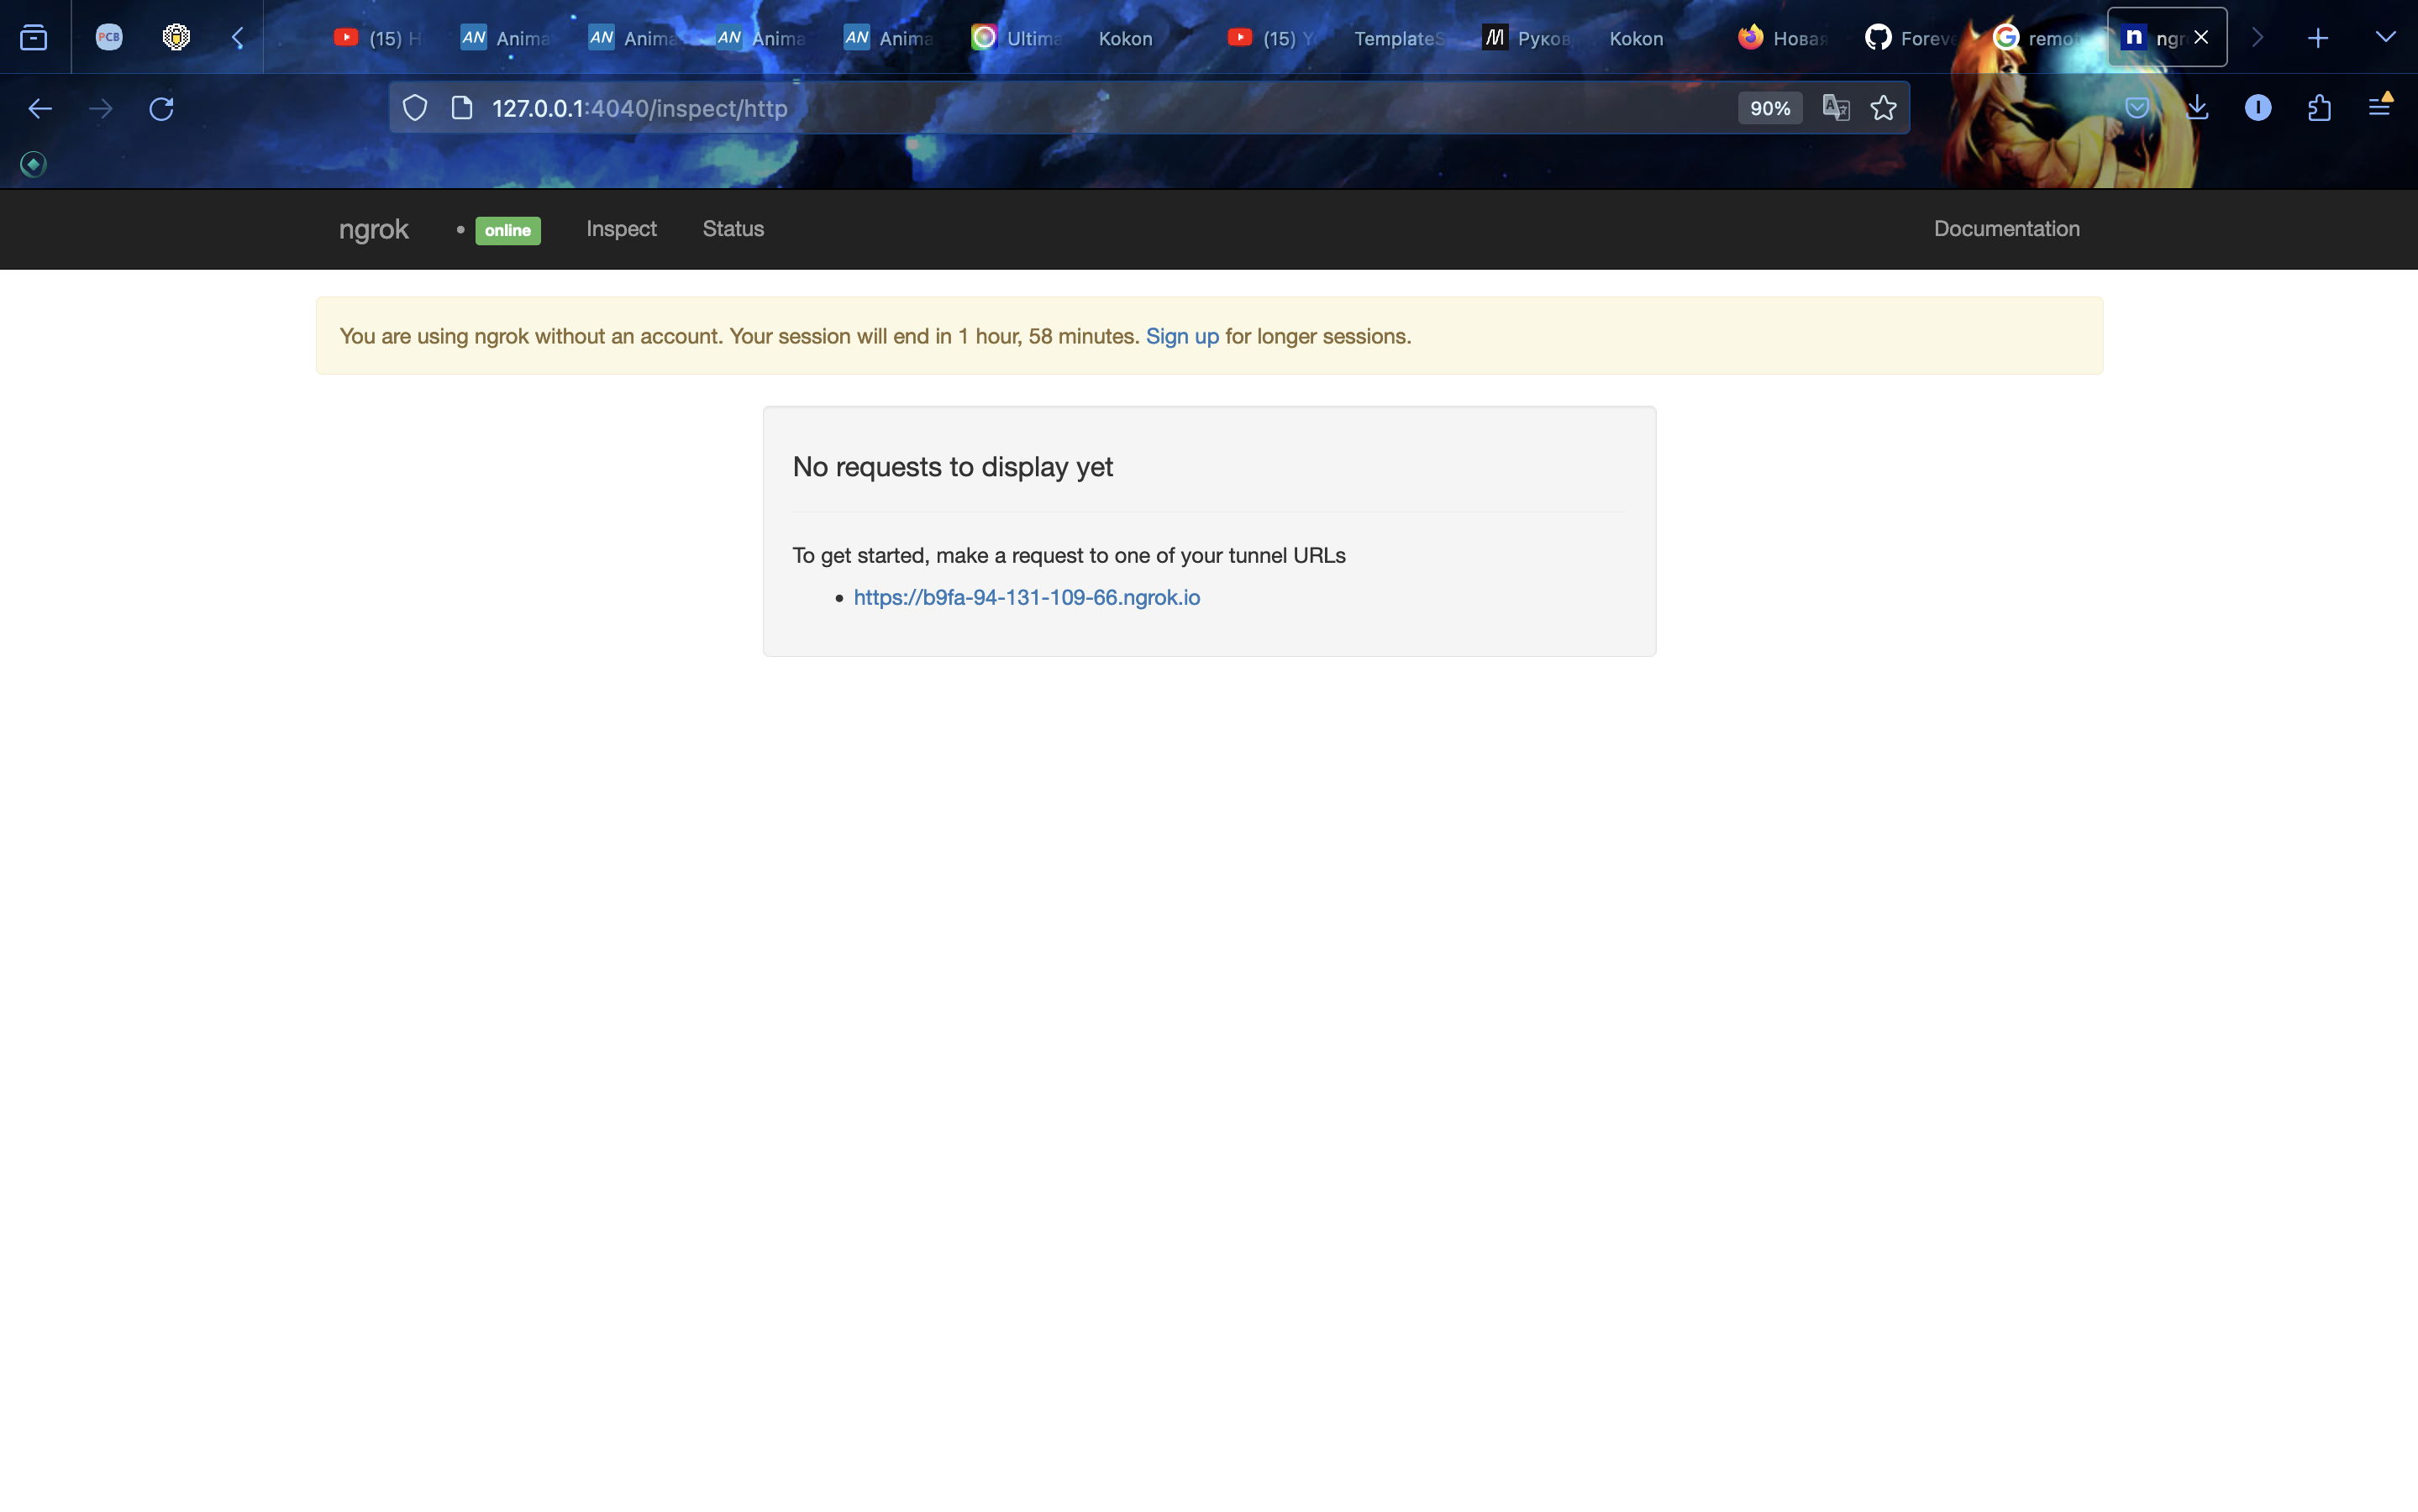 PCB (15) H AN Anima AN Anima AN Anima AN Anima Ultima Kokon (15) Y TemplateS Руков Kokon Новая Foreve remot n ngr
127.0.0.1:4040/inspect/http 90%
ngrok • online Inspect Status Documentation
You are using ngrok without an account. Your session will end in 1 hour, 58 minutes. Sign up for longer sessions.
No requests to display yet
To get started, make a request to one of your tunnel URLs
• https://b9fa-94-131-109-66.ngrok.io